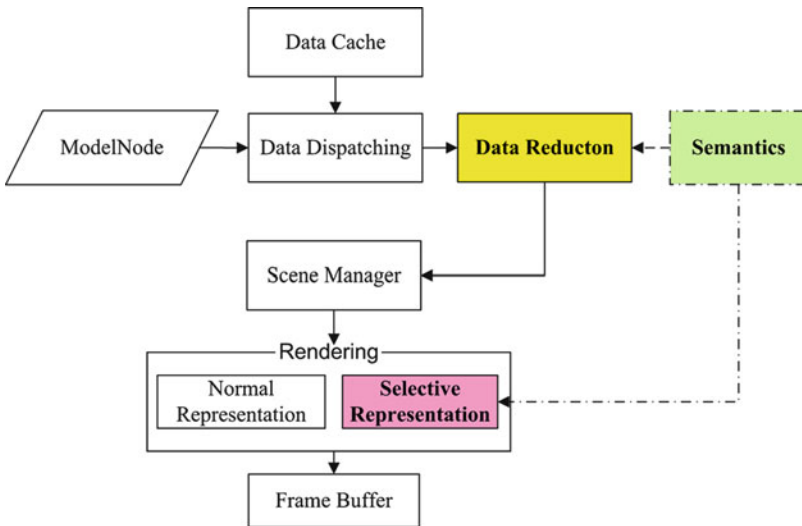 Data Cache
ModelNode
Data Dispatching
Data Reducton
Semantics
Scene Manager
Rendering
Normal
Representation
Selective
Representation
Frame Buffer